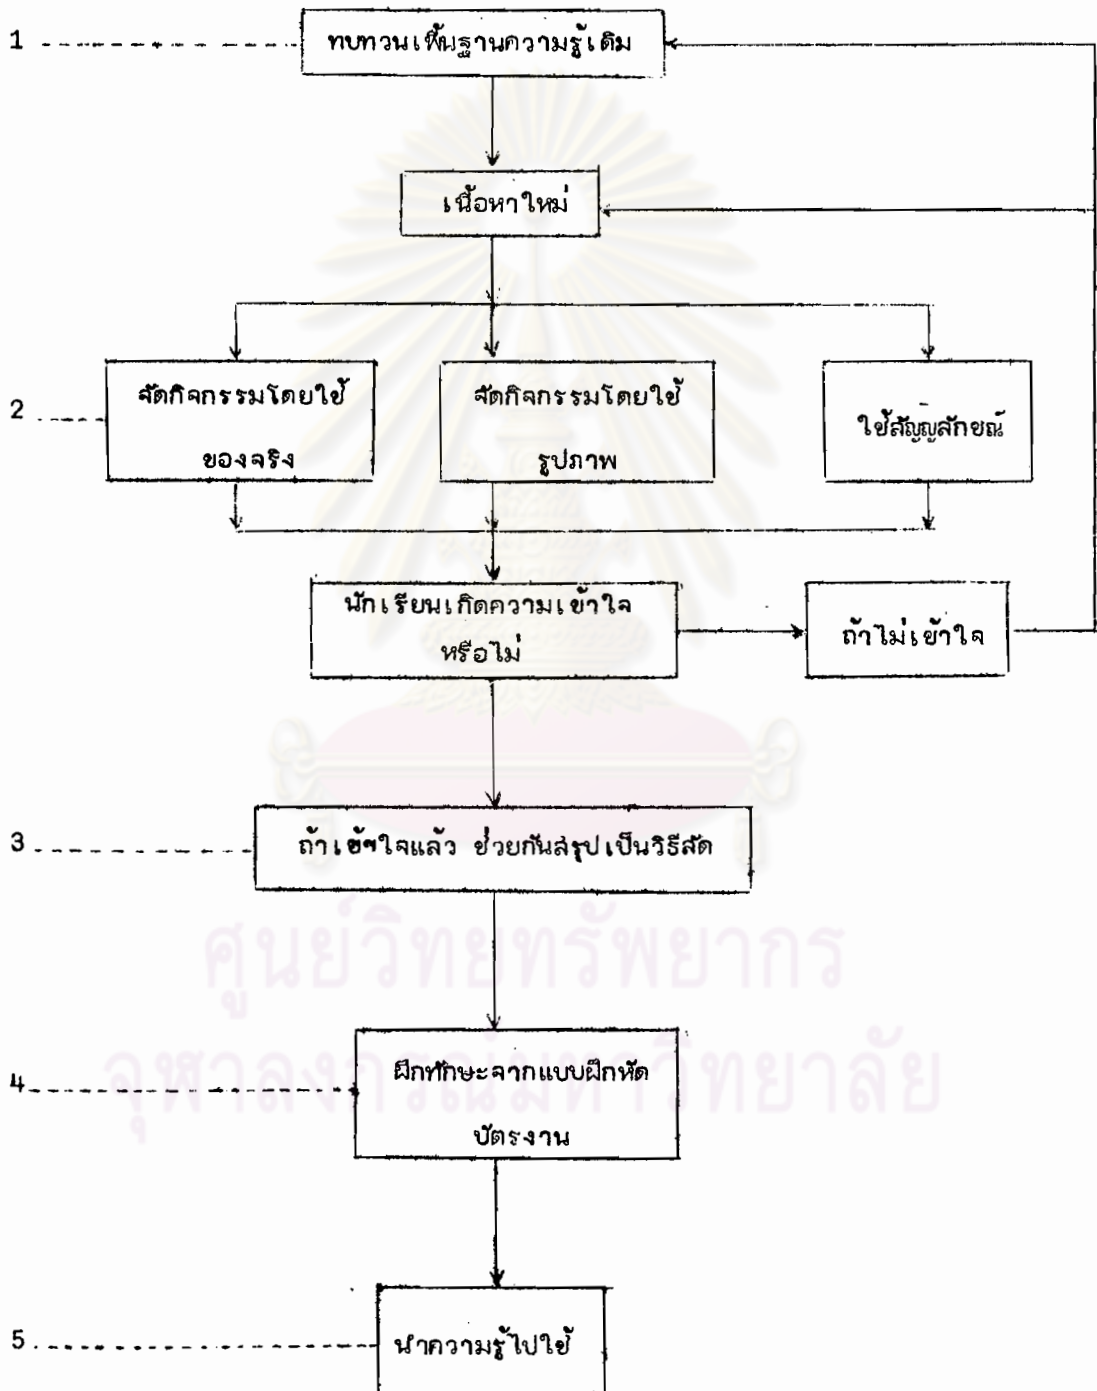 1
ทบทวนพื้นฐานความรู้เดิม
เนื้อหาใหม่
2
จัดกิจกรรมโดยใช้
ของจริง
จัดกิจกรรมโดยใช้
รูปภาพ
ใช้สัญญลักษณ์
นักเรียนเกิดความเข้าใจ
หรือไม่
ถ้าไม่เข้าใจ
3
ถ้าเข้าใจแล้ว ช่วยกันสรุปเป็นวิธีลัด
ศูนย์วิทยทรัพยากร
จุฬาลงกรณ์มหาวิทยาลัย
4
ฝึกทักษะจากแบบฝึกหัด
บัตรงาน
5
นำความรู้ไปใช้